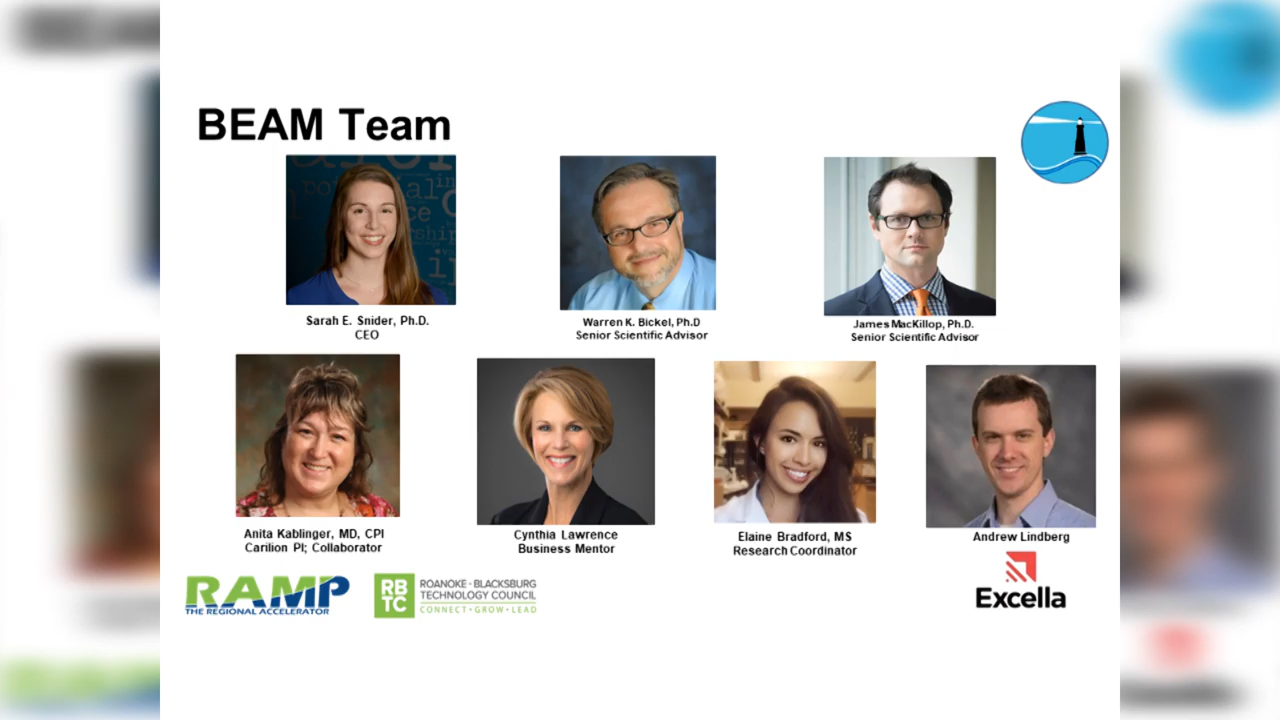 BEAM Team
Sarah E. Snider, Ph.D.
CEO
Warren K. Bickel, Ph.D
Senior Scientific Advisor
James MacKillop, Ph.D.
Senior Scientific Advisor
Anita Kablinger, MD, CPI
Carilion PI; Collaborator
Cynthia Lawrence
Business Mentor
Elaine Bradford, MS
Research Coordinator
Andrew Lindberg
RAMP
THE REGIONAL ACCELERATOR
RB
TC
ROANOKE · BLACKSBURG
TECHNOLOGY COUNCIL
CONNECT · GROW · LEAD
Excella